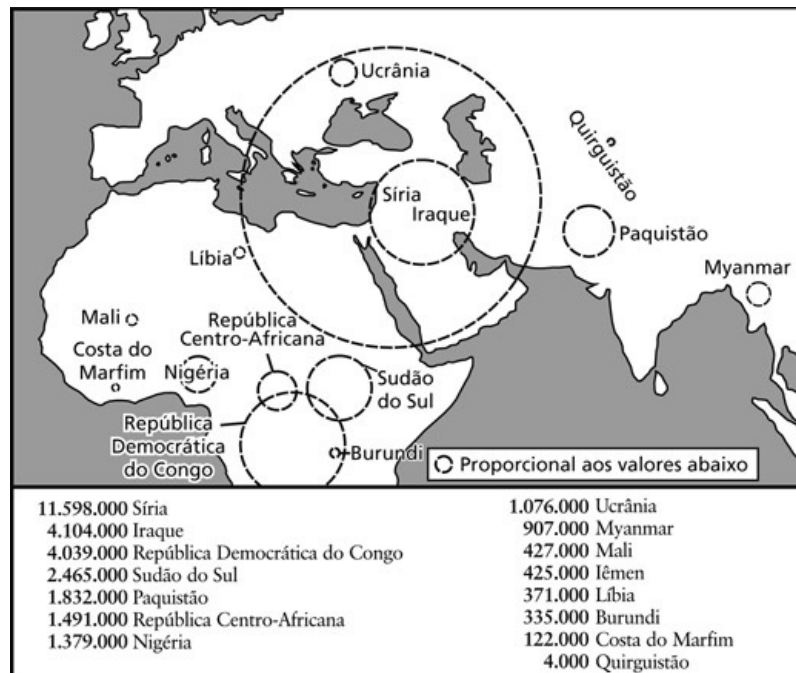 Ucrânia
Quirguistão
Síria
Iraque
Paquistão
Líbia
Myanmar
Mali
República
Centro-Africana
Costa do
Marfim
Nigéria
Sudão
do Sul
República
Democrática
do Congo
Burundi
Proporcional aos valores abaixo
11.598.000 Síria
4.104.000 Iraque
4.039.000 República Democrática do Congo
2.465.000 Sudão do Sul
1.832.000 Paquistão
1.491.000 República Centro-Africana
1.379.000 Nigéria
1.076.000 Ucrânia
907.000 Myanmar
427.000 Mali
425.000 Iêmen
371.000 Líbia
335.000 Burundi
122.000 Costa do Marfim
4.000 Quirguistão